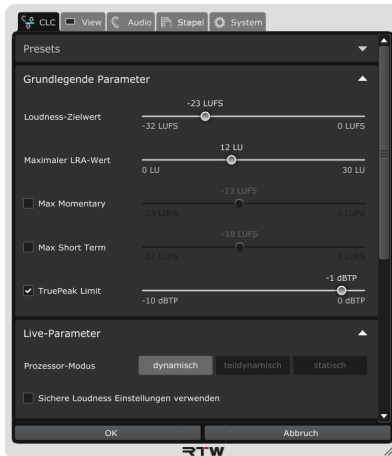 CLC View Audio Stapel System
Presets
Grundlegende Parameter
-23 LUFS
Loudness-Zielwert
-32 LUFS 0 LUFS
12 LU
Maximaler LRA-Wert
0 LU 30 LU
-13 LUFS
Max Momentary
-23 LUFS 0 LUFS
-18 LUFS
Max Short Term
-32 LUFS 0 LUFS
-1 dBTP
TruePeak Limit
-10 dBTP 0 dBTP
Live-Parameter
Prozessor-Modus dynamisch teildynamisch statisch
Sichere Loudness Einstellungen verwenden
OK Abbruch
RTW